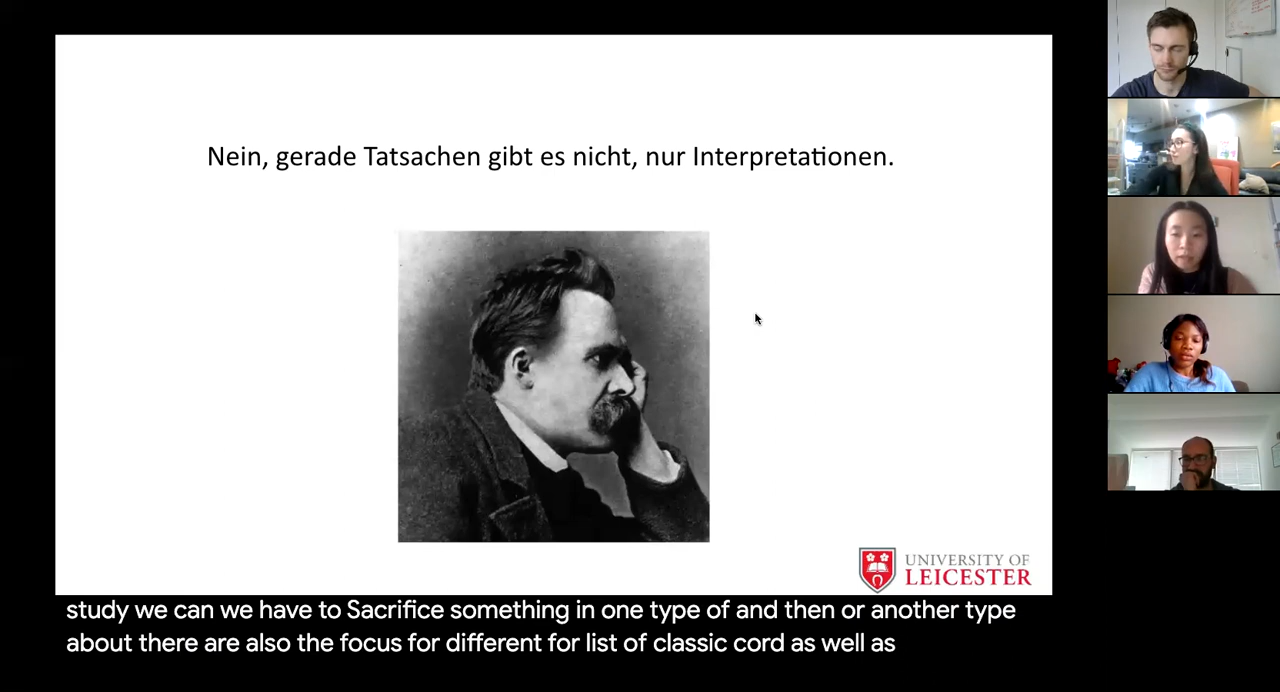 Nein, gerade Tatsachen gibt es nicht, nur Interpretationen.
UNIVERSITY OF
LEICESTER
study we can we have to Sacrifice something in one type of and then or another type
about there are also the focus for different for list of classic cord as well as